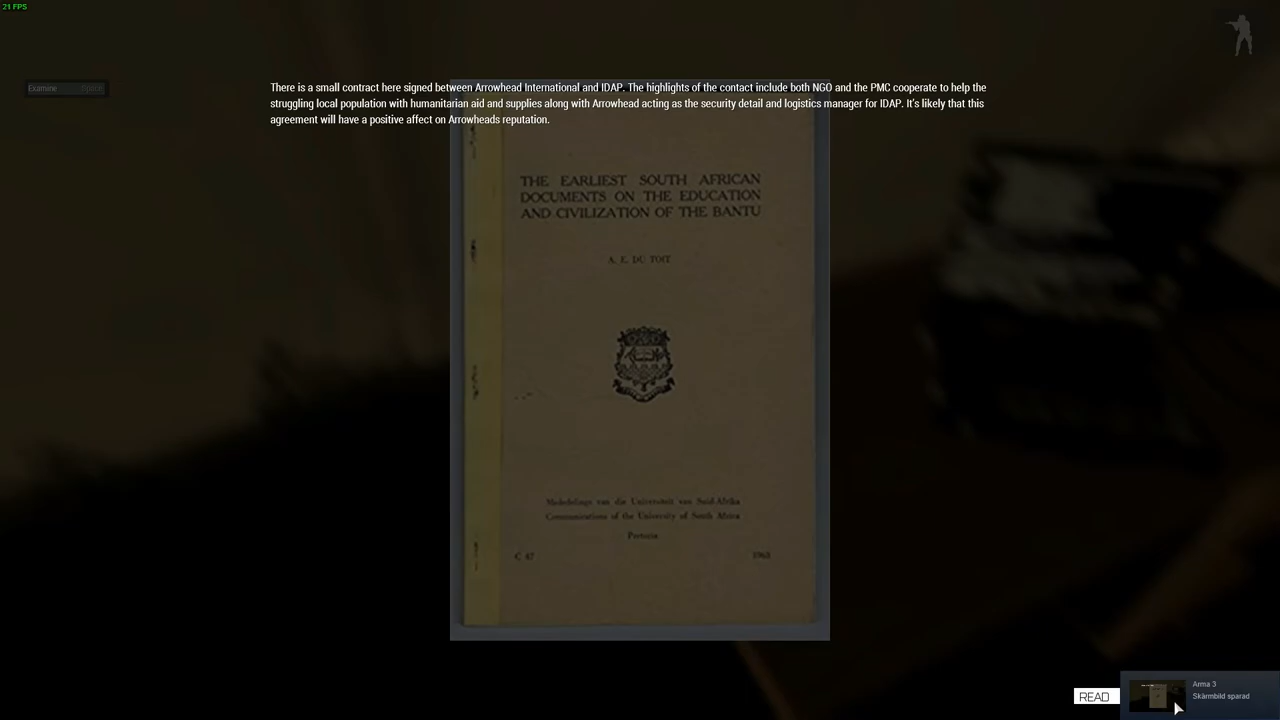 21 FPS
Examine Space
There is a small contract here signed between Arrowhead International and IDAP. The highlights of the contact include both NGO and the PMC cooperate to help the
struggling local population with humanitarian aid and supplies along with Arrowhead acting as the security detail and logistics manager for IDAP. It's likely that this
agreement will have a positive affect on Arrowheads reputation.
THE EARLIEST SOUTH AFRICAN
DOCUMENTS ON THE EDUCATION
AND CIVILIZATION OF THE BANTU
A. E. DU TOIT
Mededelings van die Universiteit van Suid-Afrika
Communications of the University of South Africa
Pretoria
C 47 1963
READ
Arma 3
Skärmbild sparad